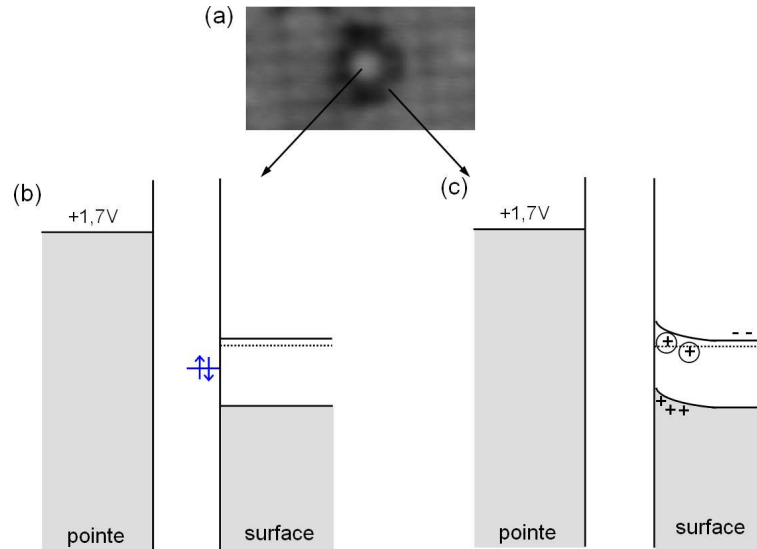 (a)
(b)
+1,7V
pointe
surface
(c)
+1,7V
- -
+
+
+
+ +
pointe
surface